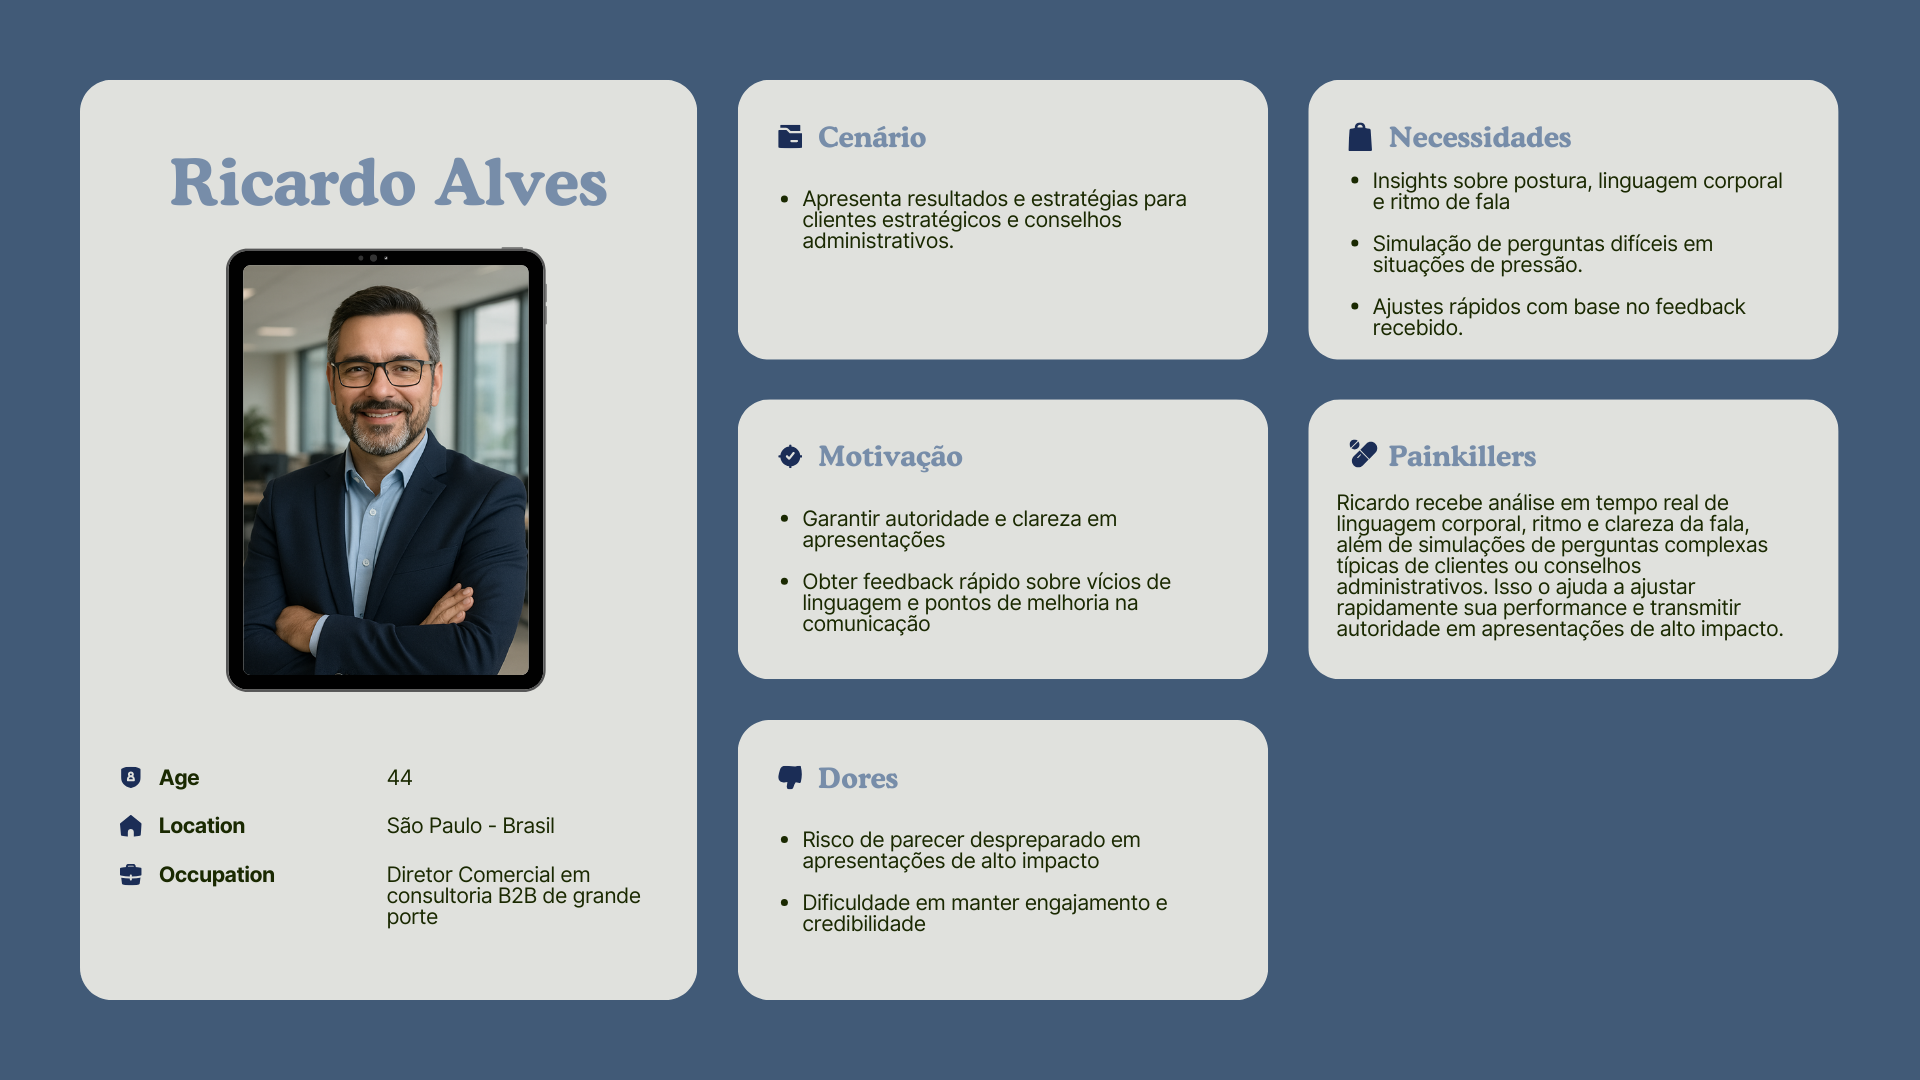 Ricardo Alves
Age
44
Location
São Paulo - Brasil
Occupation
Diretor Comercial em
consultoria B2B de grande
porte
Cenário
Apresenta resultados e estratégias para
clientes estratégicos e conselhos
administrativos.
Motivação
Garantir autoridade e clareza em
apresentações
Obter feedback rápido sobre vícios de
linguagem e pontos de melhoria na
comunicação
Dores
Risco de parecer despreparado em
apresentações de alto impacto
Dificuldade em manter engajamento e
credibilidade
Necessidades
Insights sobre postura, linguagem corporal
e ritmo de fala
Simulação de perguntas difíceis em
situações de pressão.
Ajustes rápidos com base no feedback
recebido.
Painkillers
Ricardo recebe análise em tempo real de
linguagem corporal, ritmo e clareza da fala,
além de simulações de perguntas complexas
típicas de clientes ou conselhos
administrativos. Isso o ajuda a ajustar
rapidamente sua performance e transmitir
autoridade em apresentações de alto impacto.